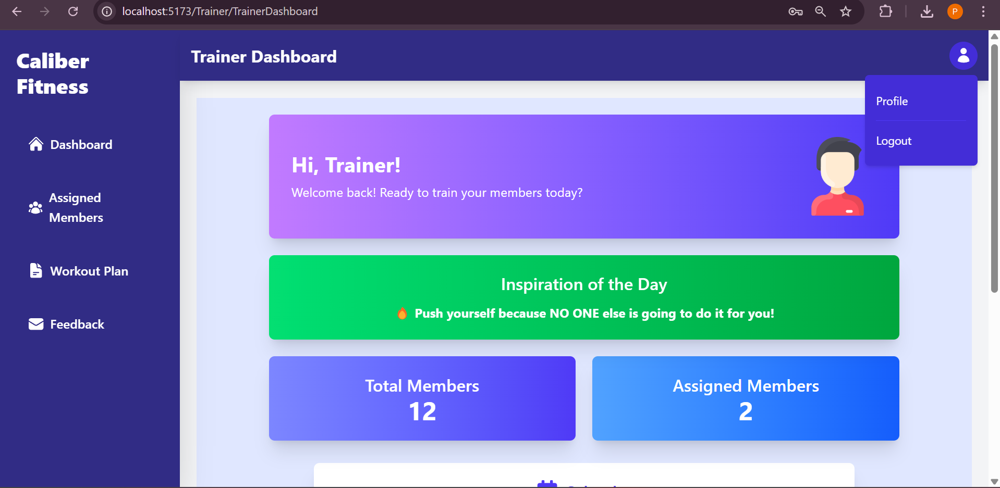 localhost:5173/Trainer/TrainerDashboard
P
Caliber
Fitness
Trainer Dashboard
Profile
Logout
Dashboard
Assigned
Members
Workout Plan
Feedback
Hi, Trainer!
Welcome back! Ready to train your members today?
Inspiration of the Day
🔥 Push yourself because NO ONE else is going to do it for you!
Total Members
12
Assigned Members
2